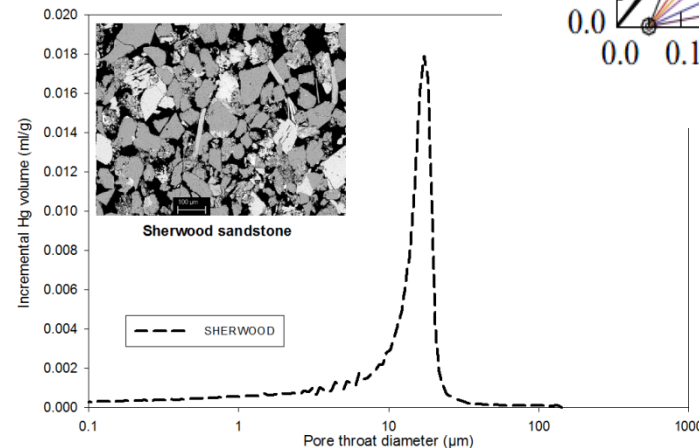 0.0
0.0 0.1
0.020
0.018
0.016
0.014
0.012
0.010
0.008
0.006
0.004
0.002
0.000
Incremental Hg volume (ml/g)
100 µm
Sherwood sandstone
SHERWOOD
0.1 1 10 100 1000
Pore throat diameter (µm)